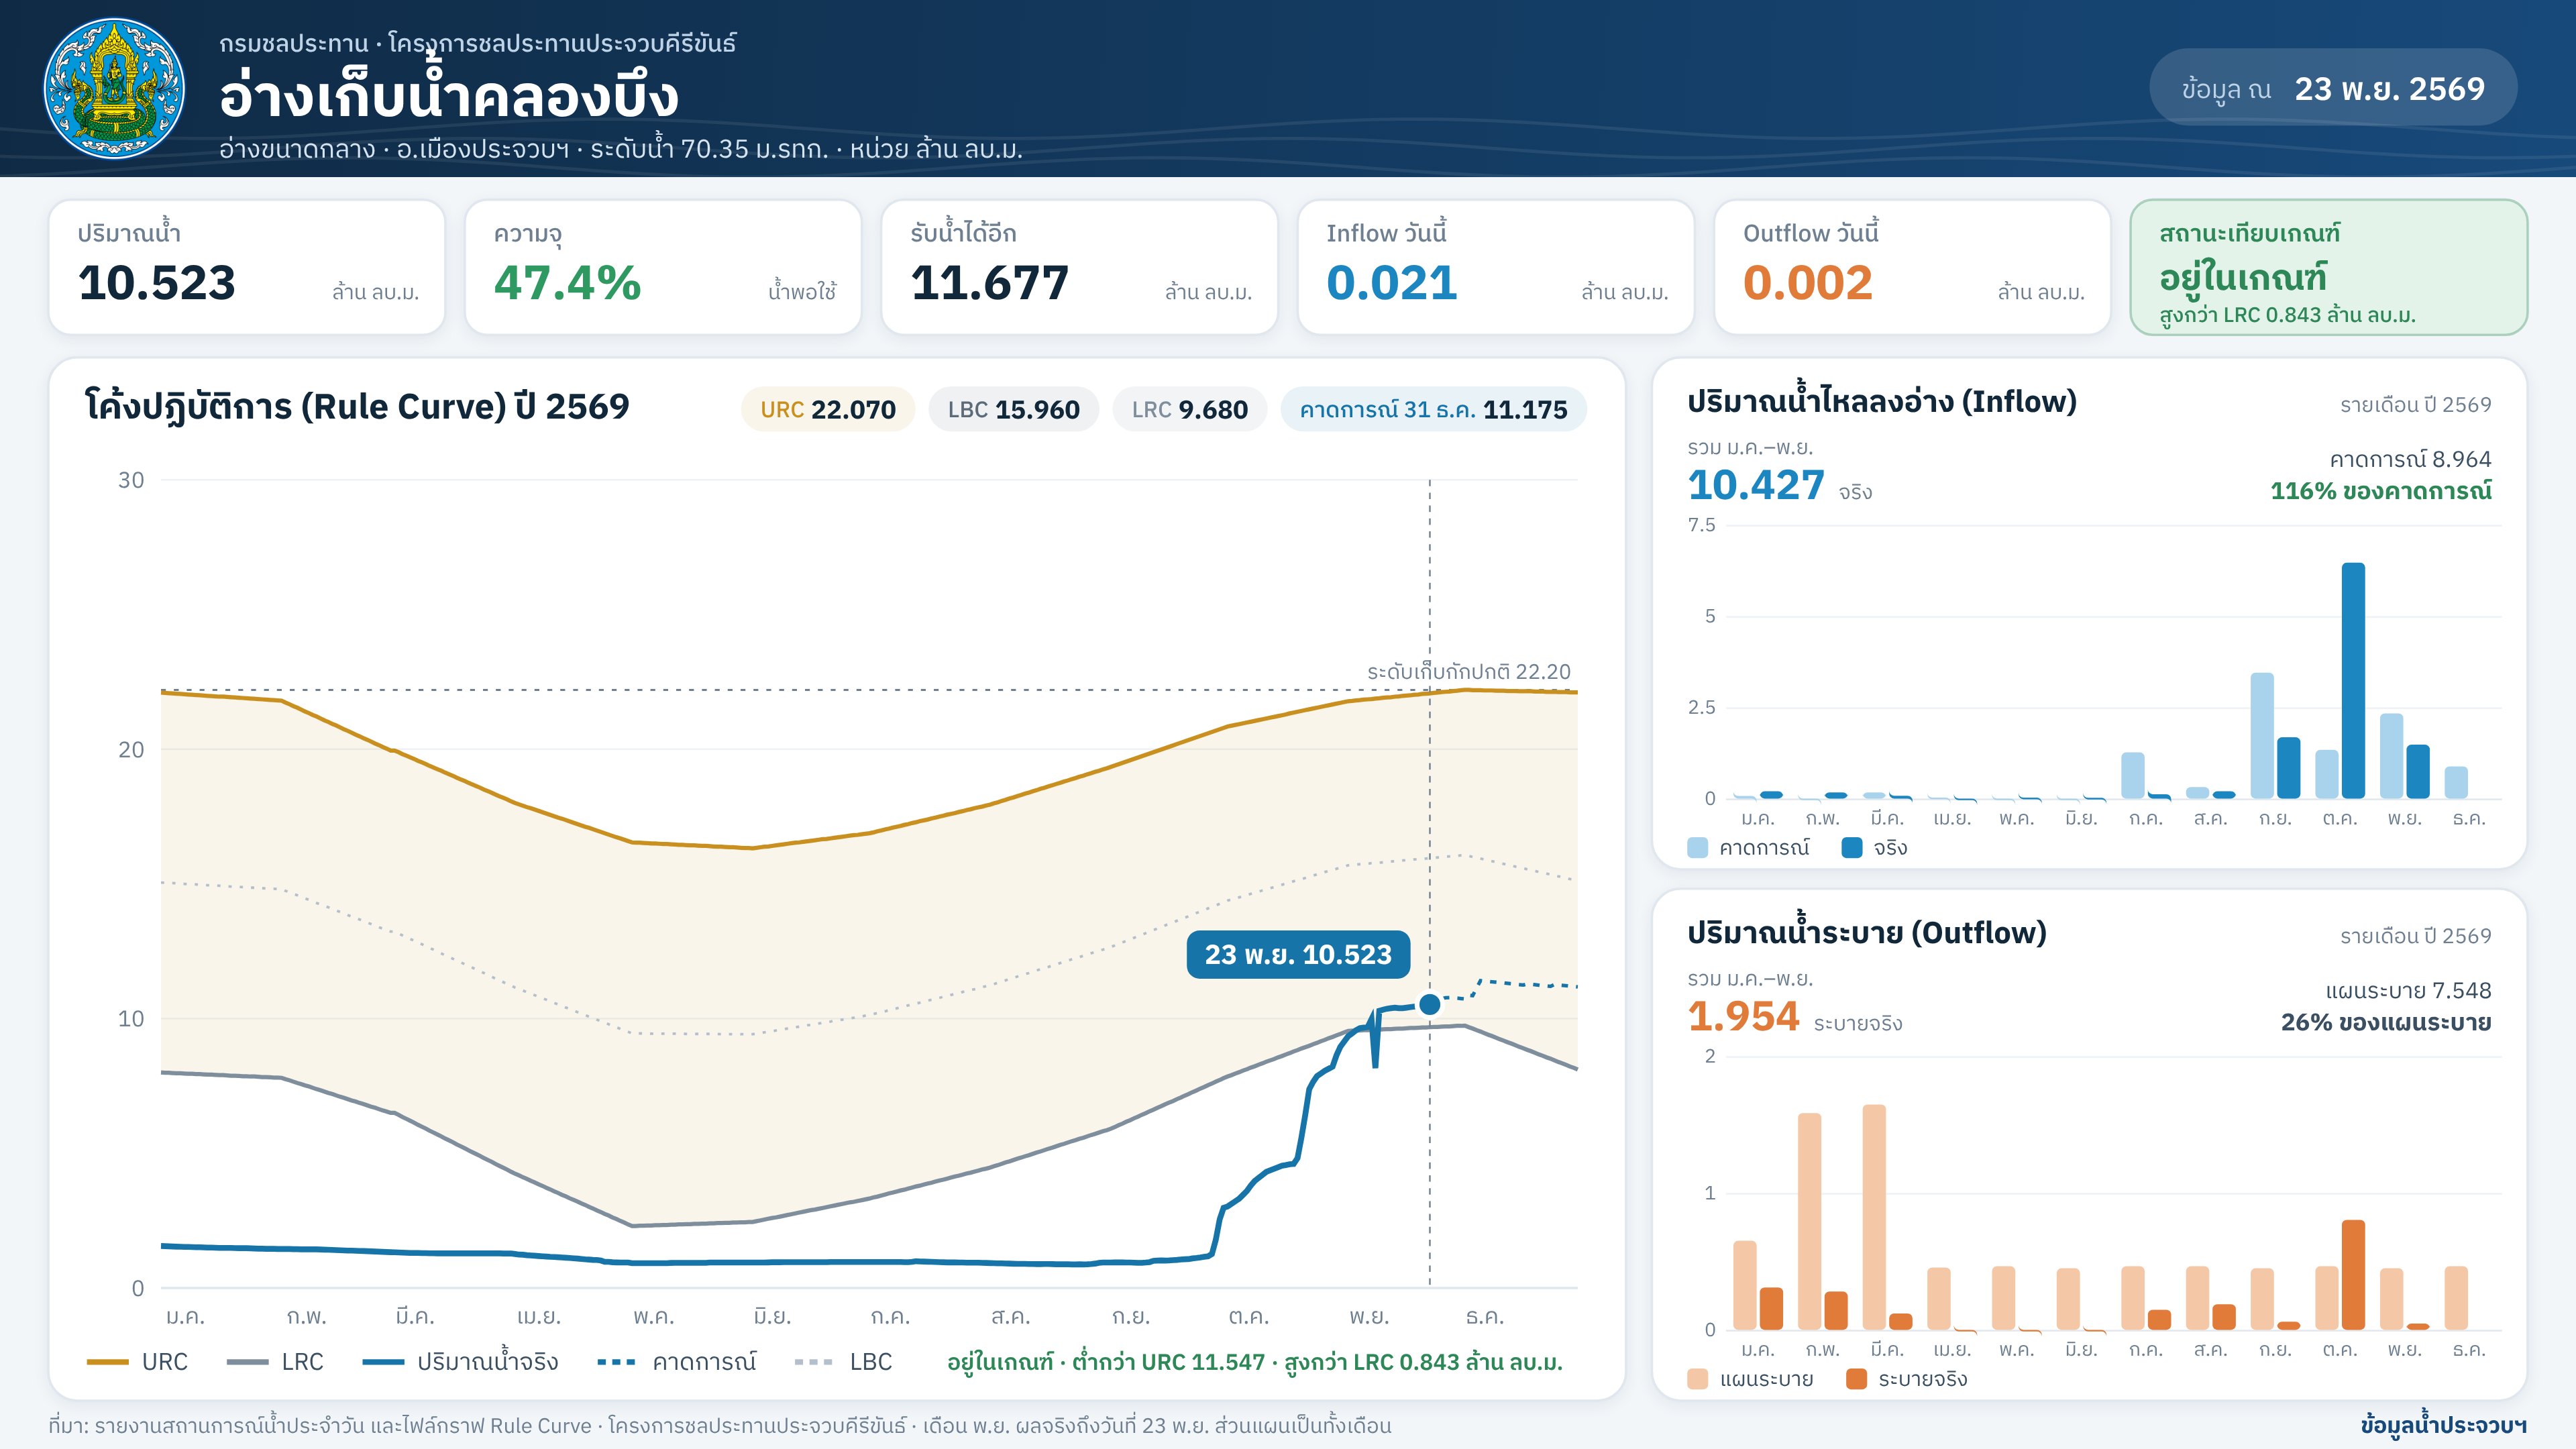 กรมชลประทาน · โครงการชลประทานประจวบคีรีขันธ์
อ่างเก็บน้ำคลองบึง
อ่างขนาดกลาง · อ.เมืองประจวบฯ · ระดับน้ำ 70.35 ม.รทก. · หน่วย ล้าน ลบ.ม.
ข้อมูล ณ 23 พ.ย. 2569
ปริมาณน้ำ
10.523 ล้าน ลบ.ม.
ความจุ
47.4% น้ำพอใช้
รับน้ำได้อีก
11.677 ล้าน ลบ.ม.
Inflow วันนี้
0.021 ล้าน ลบ.ม.
Outflow วันนี้
0.002 ล้าน ลบ.ม.
สถานะเทียบเกณฑ์
อยู่ในเกณฑ์
สูงกว่า LRC 0.843 ล้าน ลบ.ม.
โค้งปฏิบัติการ (Rule Curve) ปี 2569
URC 22.070
LBC 15.960
LRC 9.680
คาดการณ์ 31 ธ.ค. 11.175
30
ระดับเก็บกักปกติ 22.20
20
23 พ.ย. 10.523
10
0
ม.ค. ก.พ. มี.ค. เม.ย. พ.ค. มิ.ย. ก.ค. ส.ค. ก.ย. ต.ค. พ.ย. ธ.ค.
URC LRC ปริมาณน้ำจริง คาดการณ์ LBC
อยู่ในเกณฑ์ · ต่ำกว่า URC 11.547 · สูงกว่า LRC 0.843 ล้าน ลบ.ม.
ปริมาณน้ำไหลลงอ่าง (Inflow)
รายเดือน ปี 2569
รวม ม.ค.–พ.ย.
10.427 จริง
คาดการณ์ 8.964
116% ของคาดการณ์
7.5
5
2.5
0
ม.ค. ก.พ. มี.ค. เม.ย. พ.ค. มิ.ย. ก.ค. ส.ค. ก.ย. ต.ค. พ.ย. ธ.ค.
คาดการณ์ จริง
ปริมาณน้ำระบาย (Outflow)
รายเดือน ปี 2569
รวม ม.ค.–พ.ย.
1.954 ระบายจริง
แผนระบาย 7.548
26% ของแผนระบาย
2
1
0
ม.ค. ก.พ. มี.ค. เม.ย. พ.ค. มิ.ย. ก.ค. ส.ค. ก.ย. ต.ค. พ.ย. ธ.ค.
แผนระบาย ระบายจริง
ที่มา: รายงานสถานการณ์น้ำประจำวัน และไฟล์กราฟ Rule Curve · โครงการชลประทานประจวบคีรีขันธ์ · เดือน พ.ย. ผลจริงถึงวันที่ 23 พ.ย. ส่วนแผนเป็นทั้งเดือน
ข้อมูลน้ำประจวบฯ